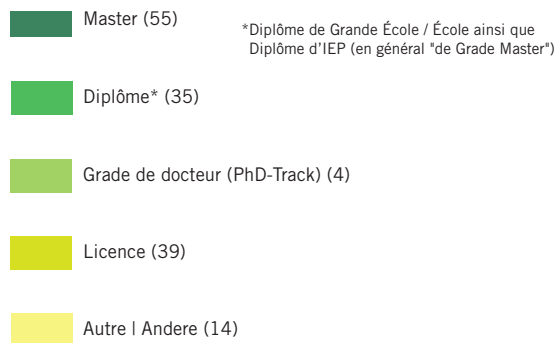 Master (55)
*Diplôme de Grande École / École ainsi que
Diplôme d'IEP (en général "de Grade Master")
Diplôme* (35)
Grade de docteur (PhD-Track) (4)
Licence (39)
Autre | Andere (14)